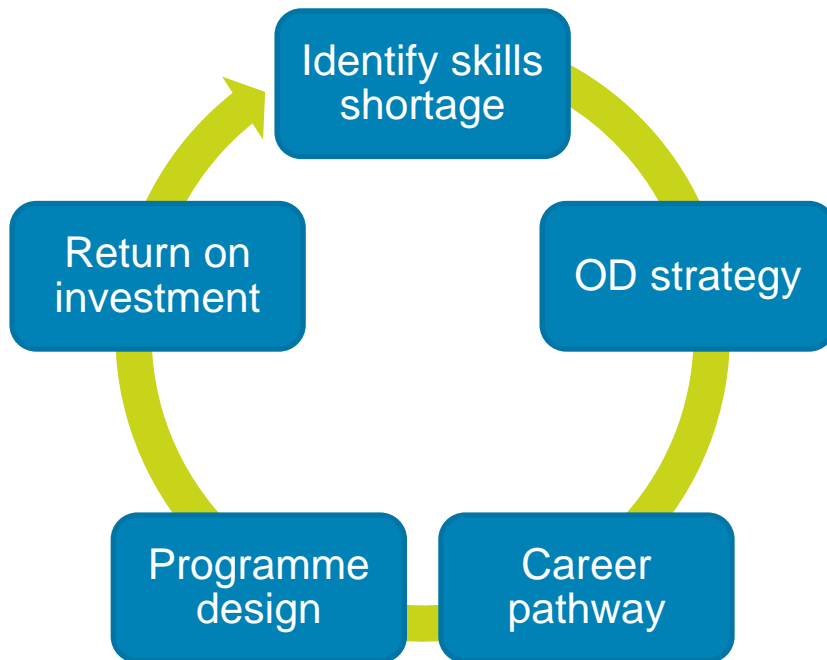 Identify skills
shortage
OD strategy
Career
pathway
Programme
design
Return on
investment